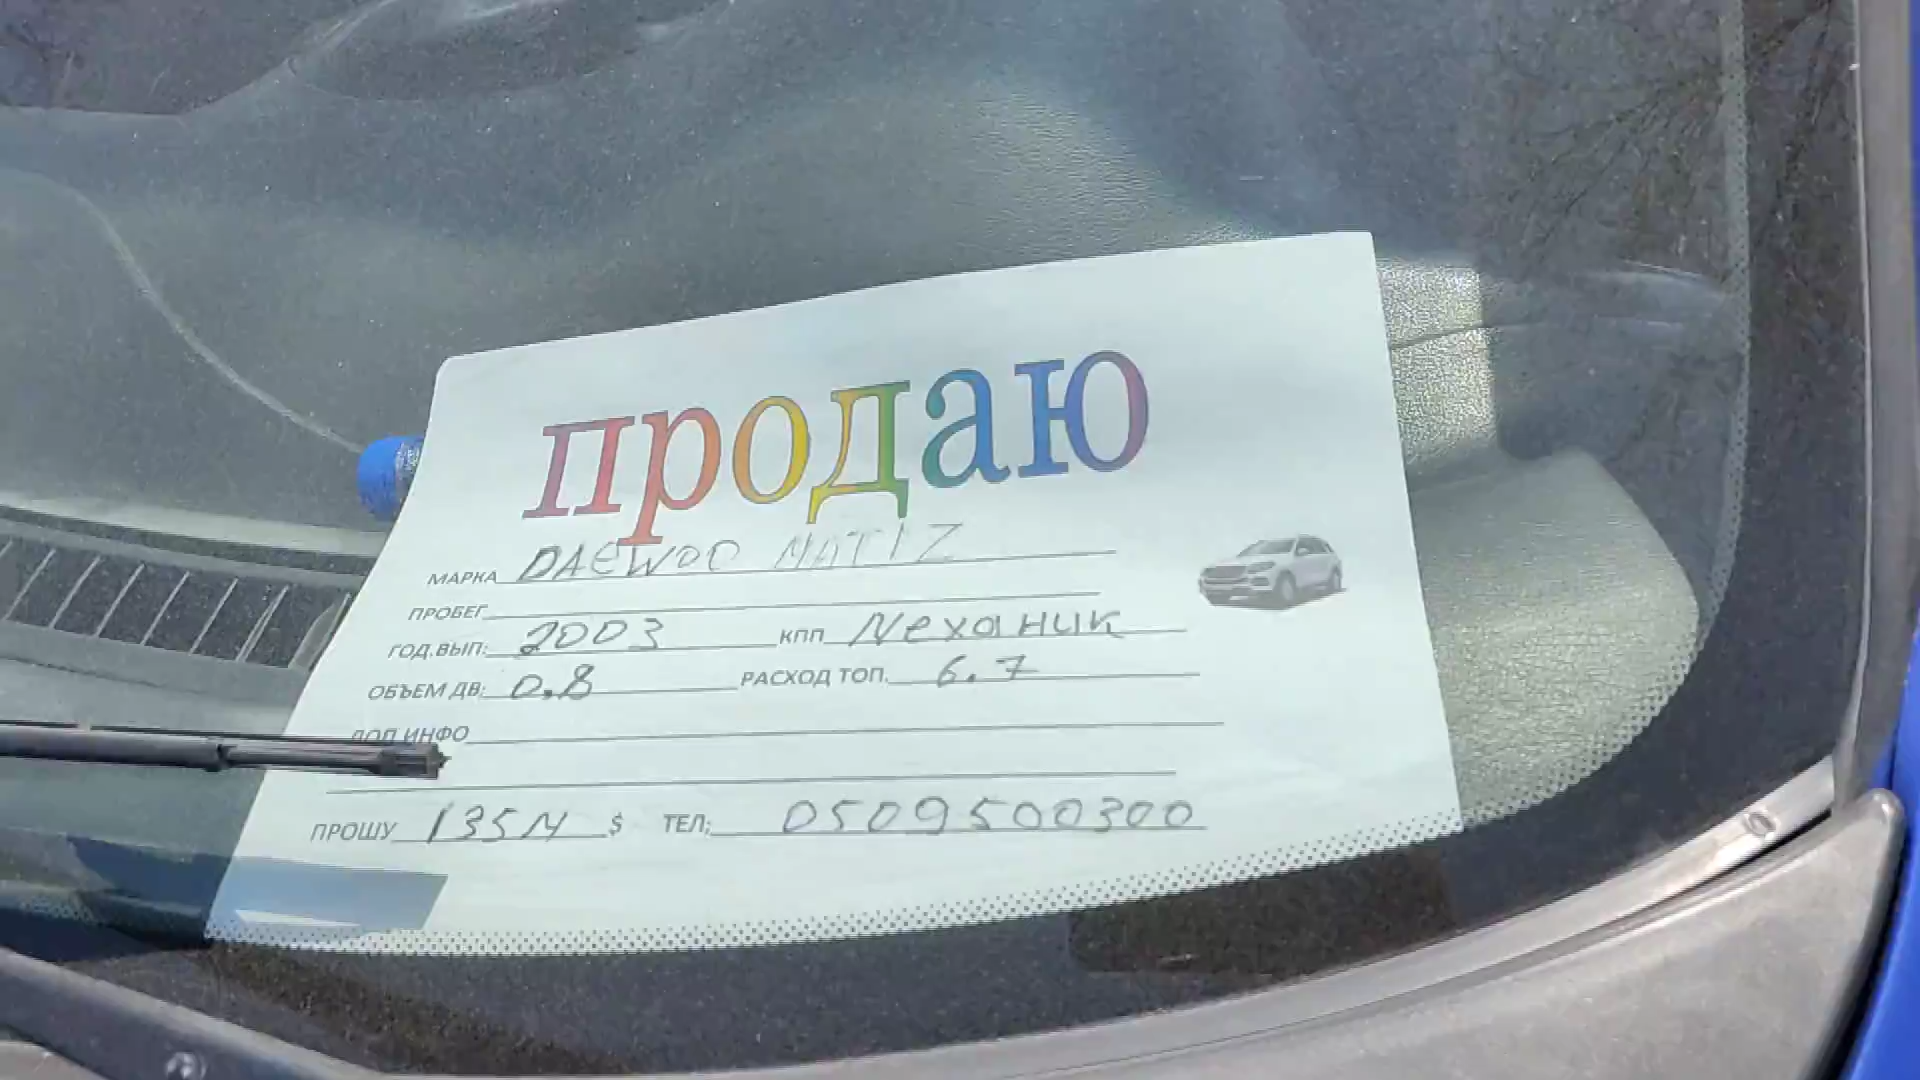 продаю
МАРКА DAEWOO MATIZ
ПРОБЕГ
ГОД.ВЫП: 2003 КПП Механик
ОБЪЕМ ДВ: 0.8 РАСХОД ТОП. 6.7
ДОП ИНФО
ПРОШУ 135М $ ТЕЛ; 0509500300